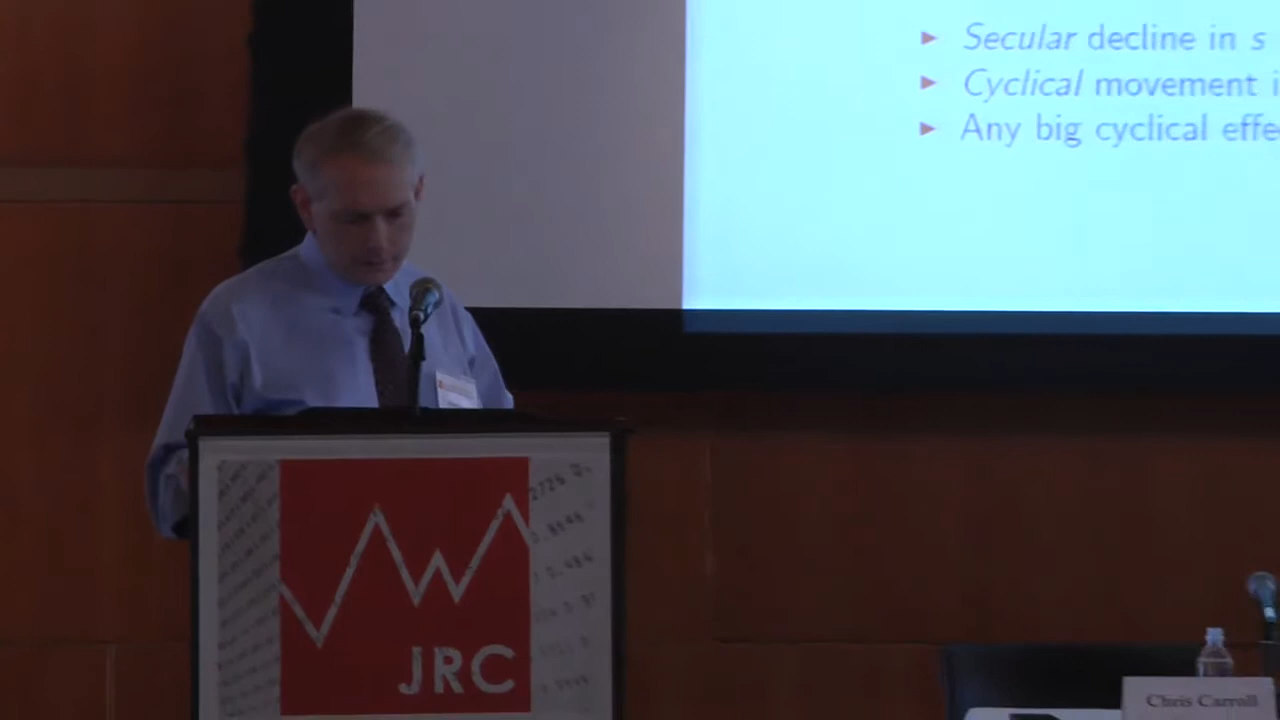 Secular decline in s
Cyclical movement i
Any big cyclical effe
JRC
Chris Carroll